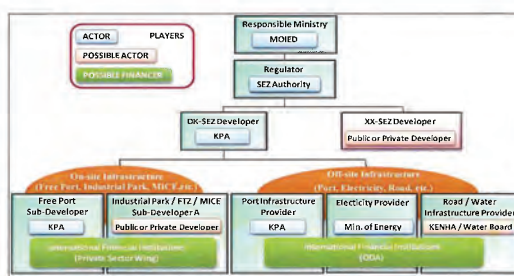 PLAYERS
ACTOR
POSSIBLE ACTOR
POSSIBLE FINANCER
Responsible Ministry
MOIED
Regulator
SEZ Authority
DK-SEZ Developer
KPA
XX-SEZ Developer
Public or Private Developer
On-site Infrastructure
(Free Port, Industrial Park, MICE, etc.)
Off-site Infrastructure
(Port, Electricity, Road, etc.)
Free Port
Sub-Developer
KPA
Industrial Park / FTZ / MICE
Sub-Developer A
Public or Private Developer
Port Infrastructure
Provider
KPA
Electicity Provider
Min. of Energy
Road / Water
Infrastructure Provider
KENHA / Water Board
International Financial Institutions
(Private Sector Wing)
International Financial Institutions
(ODA)